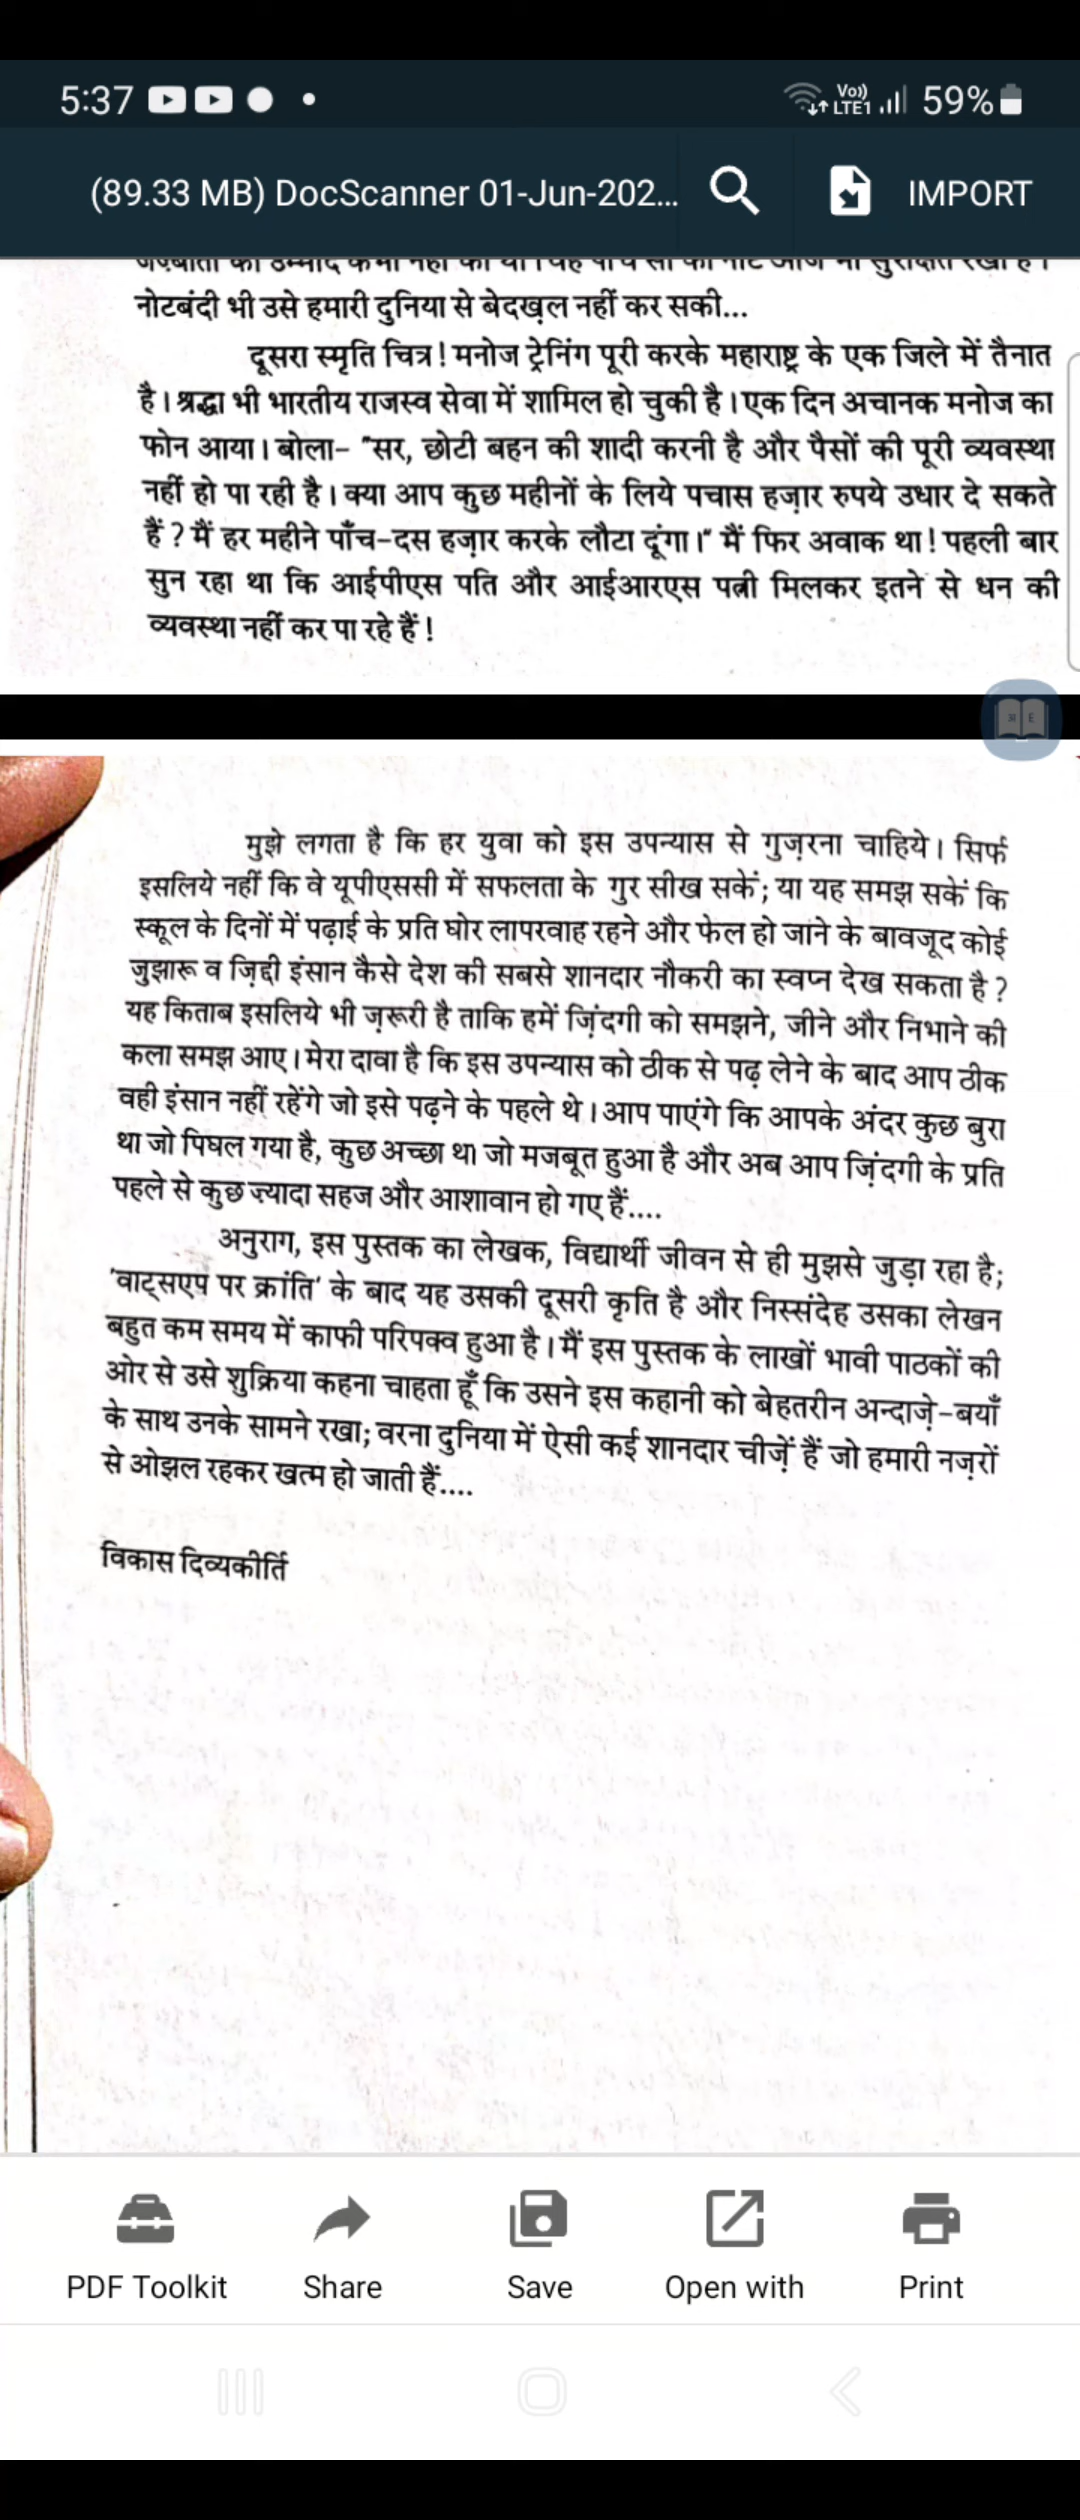 5:37
Vo)) LTE1 59%
(89.33 MB) DocScanner 01-Jun-202...
IMPORT
नोटबंदी भी उसे हमारी दुनिया से बेदख़ल नहीं कर सकी...
दूसरा स्मृति चित्र! मनोज ट्रेनिंग पूरी करके महाराष्ट्र के एक जिले में तैनात
है। श्रद्धा भी भारतीय राजस्व सेवा में शामिल हो चुकी है। एक दिन अचानक मनोज का
फोन आया। बोला- "सर, छोटी बहन की शादी करनी है और पैसों की पूरी व्यवस्था
नहीं हो पा रही है। क्या आप कुछ महीनों के लिये पचास हज़ार रुपये उधार दे सकते
हैं? मैं हर महीने पाँच-दस हज़ार करके लौटा दूंगा।" मैं फिर अवाक था! पहली बार
सुन रहा था कि आईपीएस पति और आईआरएस पत्नी मिलकर इतने से धन की
व्यवस्था नहीं कर पा रहे हैं!
मुझे लगता है कि हर युवा को इस उपन्यास से गुज़रना चाहिये। सिर्फ
इसलिये नहीं कि वे यूपीएससी में सफलता के गुर सीख सकें; या यह समझ सकें कि
स्कूल के दिनों में पढ़ाई के प्रति घोर लापरवाह रहने और फेल हो जाने के बावजूद कोई
जुझारू व ज़िद्दी इंसान कैसे देश की सबसे शानदार नौकरी का स्वप्न देख सकता है?
यह किताब इसलिये भी ज़रूरी है ताकि हमें ज़िंदगी को समझने, जीने और निभाने की
कला समझ आए। मेरा दावा है कि इस उपन्यास को ठीक से पढ़ लेने के बाद आप ठीक
वही इंसान नहीं रहेंगे जो इसे पढ़ने के पहले थे। आप पाएंगे कि आपके अंदर कुछ बुरा
था जो पिघल गया है, कुछ अच्छा था जो मजबूत हुआ है और अब आप ज़िंदगी के प्रति
पहले से कुछ ज़्यादा सहज और आशावान हो गए हैं....
अनुराग, इस पुस्तक का लेखक, विद्यार्थी जीवन से ही मुझसे जुड़ा रहा है;
'वाट्सएप पर क्रांति' के बाद यह उसकी दूसरी कृति है और निस्संदेह उसका लेखन
बहुत कम समय में काफी परिपक्व हुआ है। मैं इस पुस्तक के लाखों भावी पाठकों की
ओर से उसे शुक्रिया कहना चाहता हूँ कि उसने इस कहानी को बेहतरीन अन्दाज़े-बयाँ
के साथ उनके सामने रखा; वरना दुनिया में ऐसी कई शानदार चीज़ें हैं जो हमारी नज़रों
से ओझल रहकर खत्म हो जाती हैं....
विकास दिव्यकीर्ति
PDF Toolkit Share Save Open with Print